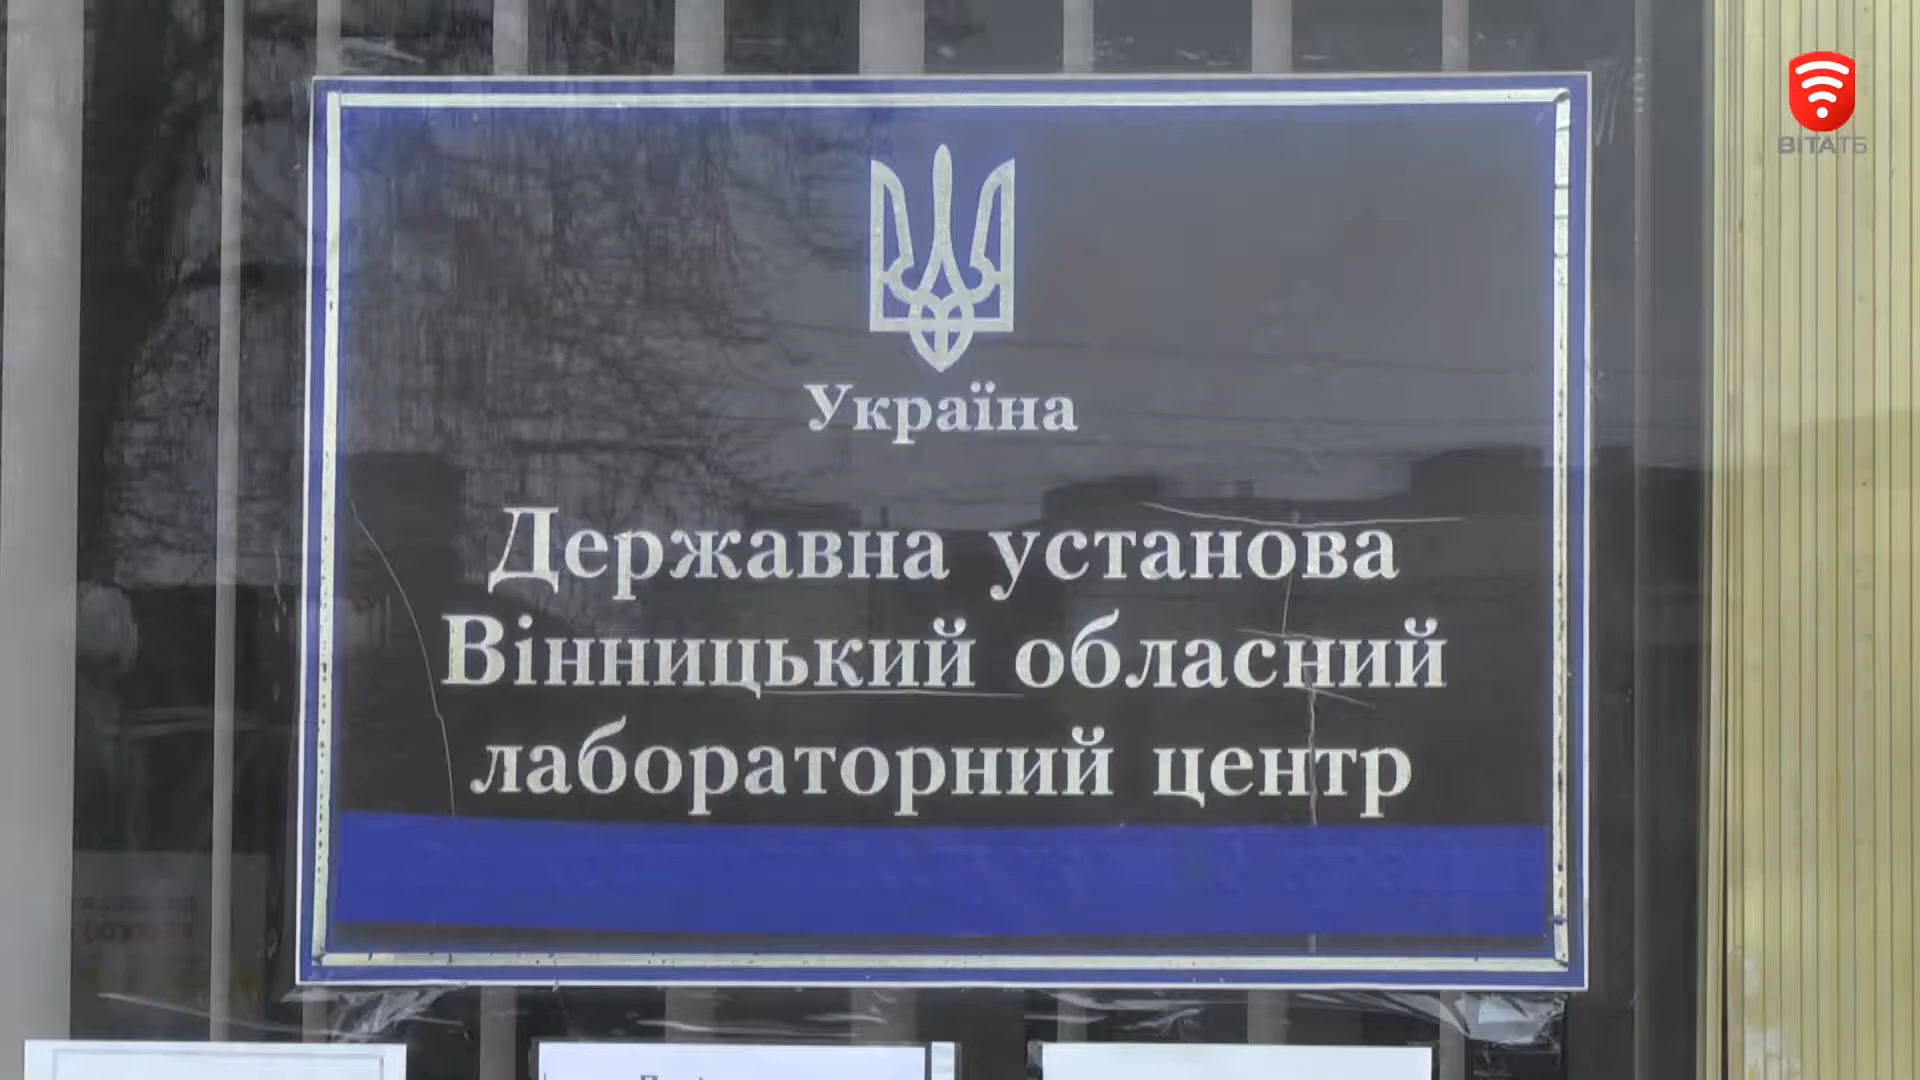 ВІТАТБ
Україна
Державна установа
Вінницький обласний
лабораторний центр